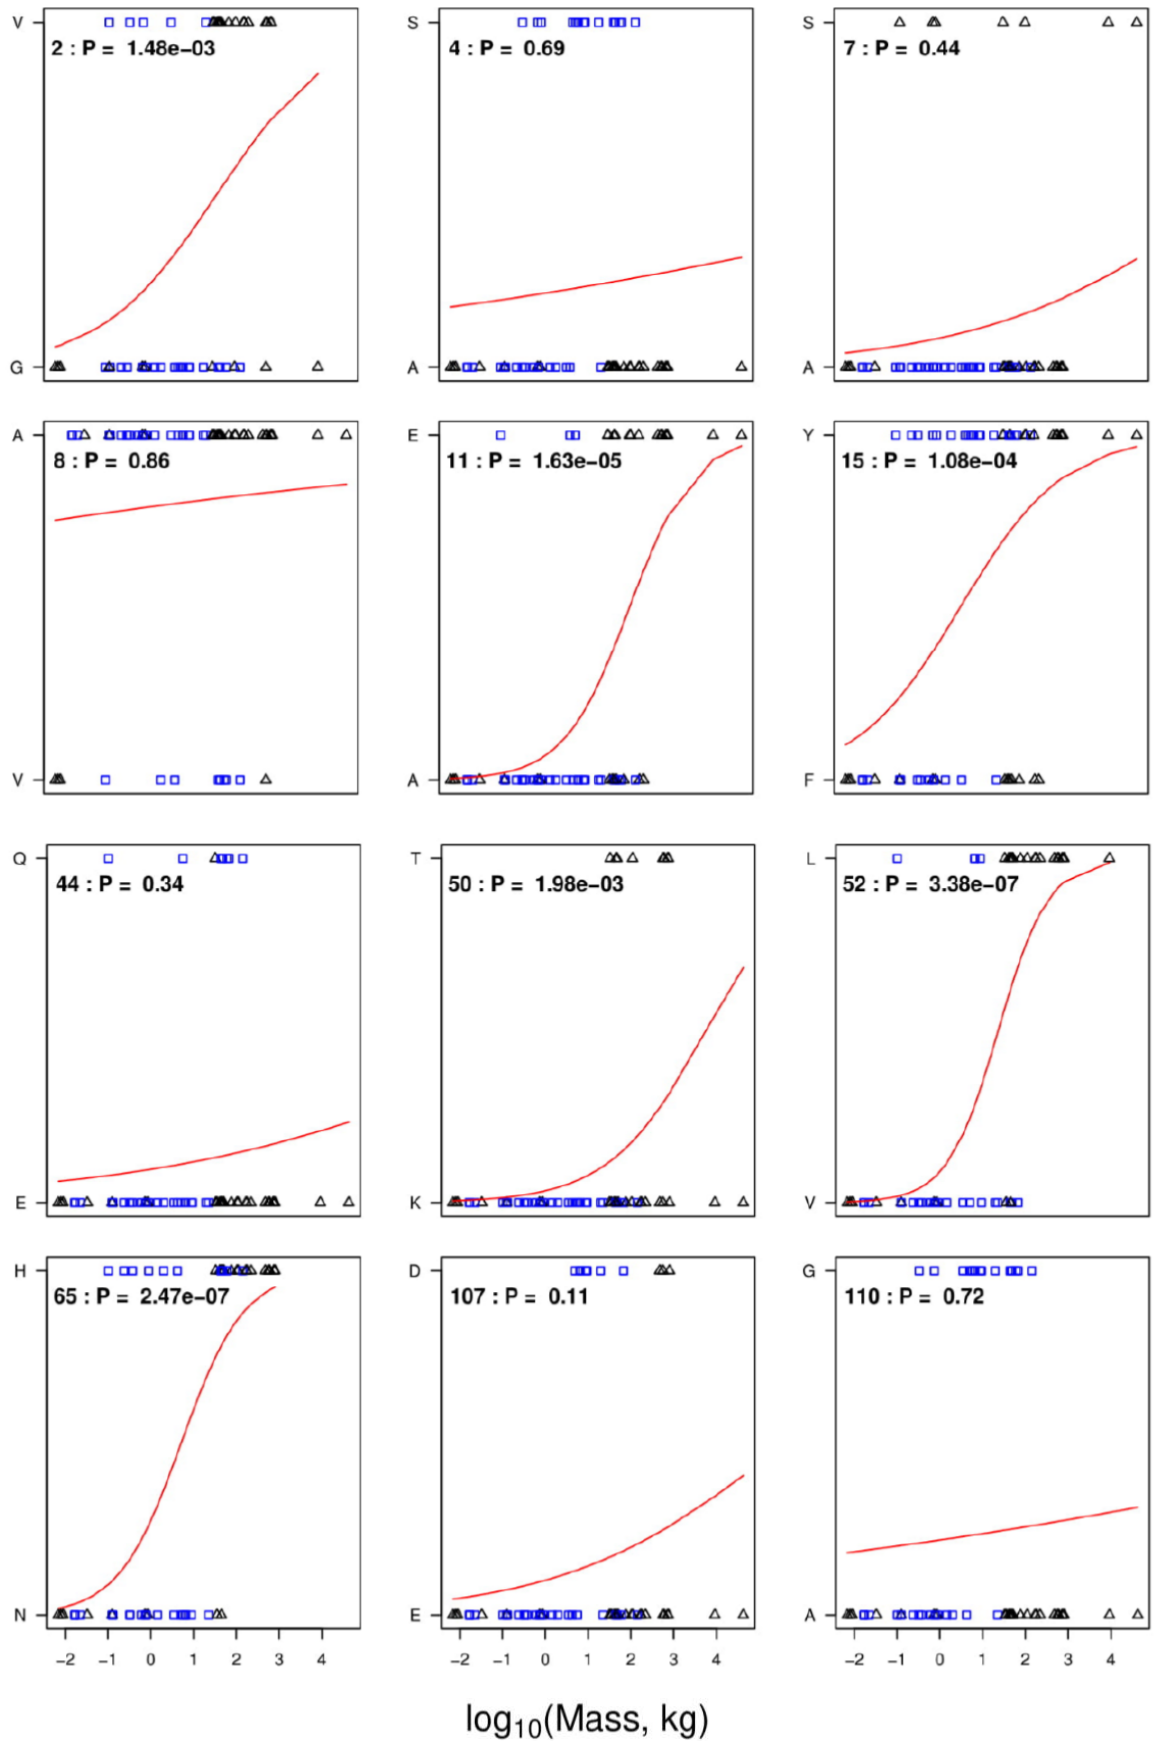 V
2 : P = 1.48e−03
G
S
4 : P = 0.69
A
S
7 : P = 0.44
A
A
8 : P = 0.86
V
E
11 : P = 1.63e−05
A
Y
15 : P = 1.08e−04
F
Q
44 : P = 0.34
E
T
50 : P = 1.98e−03
K
L
52 : P = 3.38e−07
V
H
65 : P = 2.47e−07
N
−2 −1 0 1 2 3 4
D
107 : P = 0.11
E
−2 −1 0 1 2 3 4
G
110 : P = 0.72
A
−2 −1 0 1 2 3 4
log₁₀(Mass, kg)